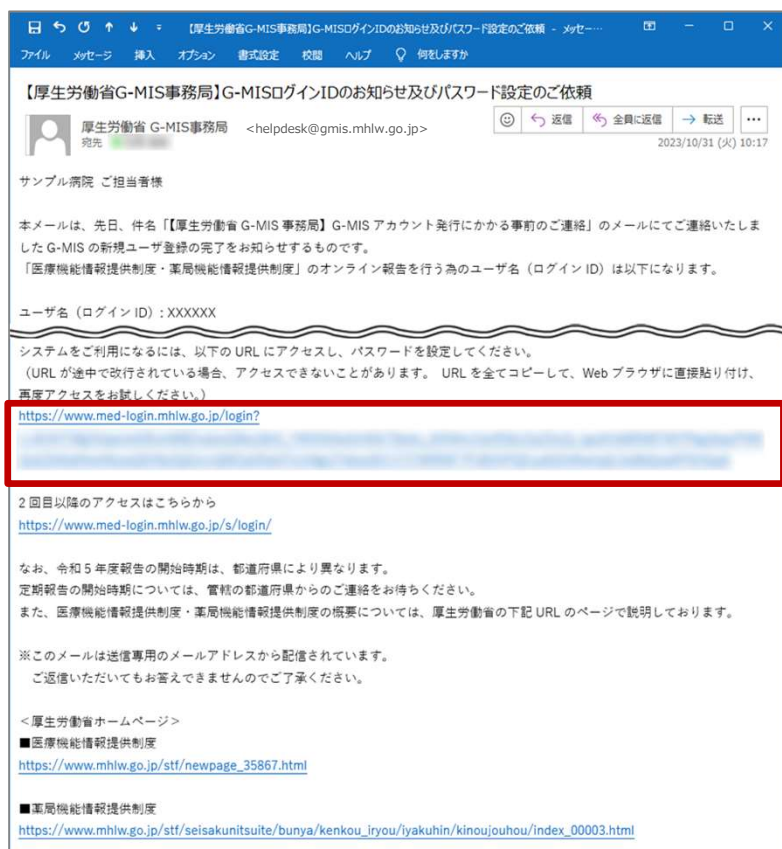 【厚生労働省G-MIS事務局】G-MISログインIDのお知らせ及びパスワード設定のご依頼 - メッセー…
ファイル メッセージ 挿入 オプション 書式設定 校閲 ヘルプ 何をしますか
【厚生労働省G-MIS事務局】G-MISログインIDのお知らせ及びパスワード設定のご依頼
厚生労働省 G-MIS事務局 <helpdesk@gmis.mhlw.go.jp>
返信 全員に返信 転送 …
宛先
2023/10/31 (火) 10:17
サンプル病院 ご担当者様
本メールは、先日、件名「【厚生労働省 G-MIS 事務局】G-MIS アカウント発行にかかる事前のご連絡」のメールにてご連絡いたしま
した G-MIS の新規ユーザ登録の完了をお知らせするものです。
「医療機能情報提供制度・薬局機能情報提供制度」のオンライン報告を行う為のユーザ名（ログイン ID）は以下になります。
ユーザ名（ログイン ID）: XXXXXX
システムをご利用になるには、以下の URL にアクセスし、パスワードを設定してください。
（URL が途中で改行されている場合、アクセスできないことがあります。 URL を全てコピーして、Web ブラウザに直接貼り付け、
再度アクセスをお試しください。）
https://www.med-login.mhlw.go.jp/login?
2 回目以降のアクセスはこちらから
https://www.med-login.mhlw.go.jp/s/login/
なお、令和 5 年度報告の開始時期は、都道府県により異なります。
定期報告の開始時期については、管轄の都道府県からのご連絡をお待ちください。
また、医療機能情報提供制度・薬局機能情報提供制度の概要については、厚生労働省の下記 URL のページで説明しております。
※このメールは送信専用のメールアドレスから配信されています。
ご返信いただいてもお答えできませんのでご了承ください。
＜厚生労働省ホームページ＞
■医療機能情報提供制度
https://www.mhlw.go.jp/stf/newpage_35867.html
■薬局機能情報提供制度
https://www.mhlw.go.jp/stf/seisakunitsuite/bunya/kenkou_iryou/iyakuhin/kinoujouhou/index_00003.html